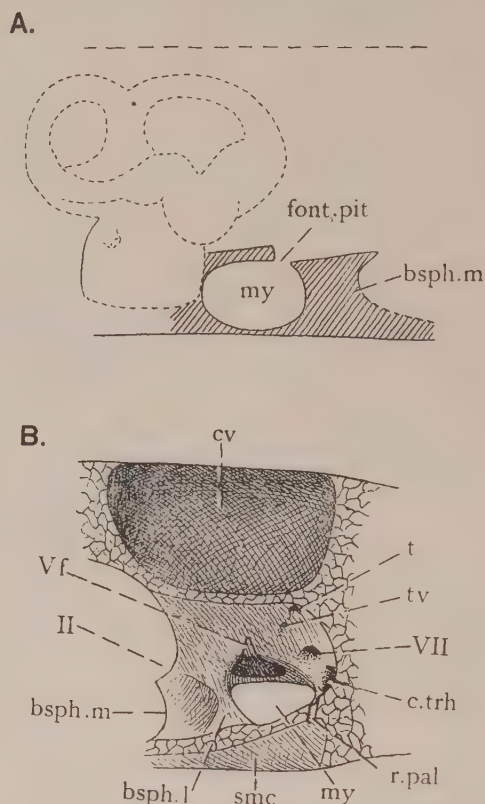 A.
font.pit
my
bsph.m
B.
cv
t
Vf
tv
II
VII
bsph.m
c.trh
r.pal
bsph.l
smc
my